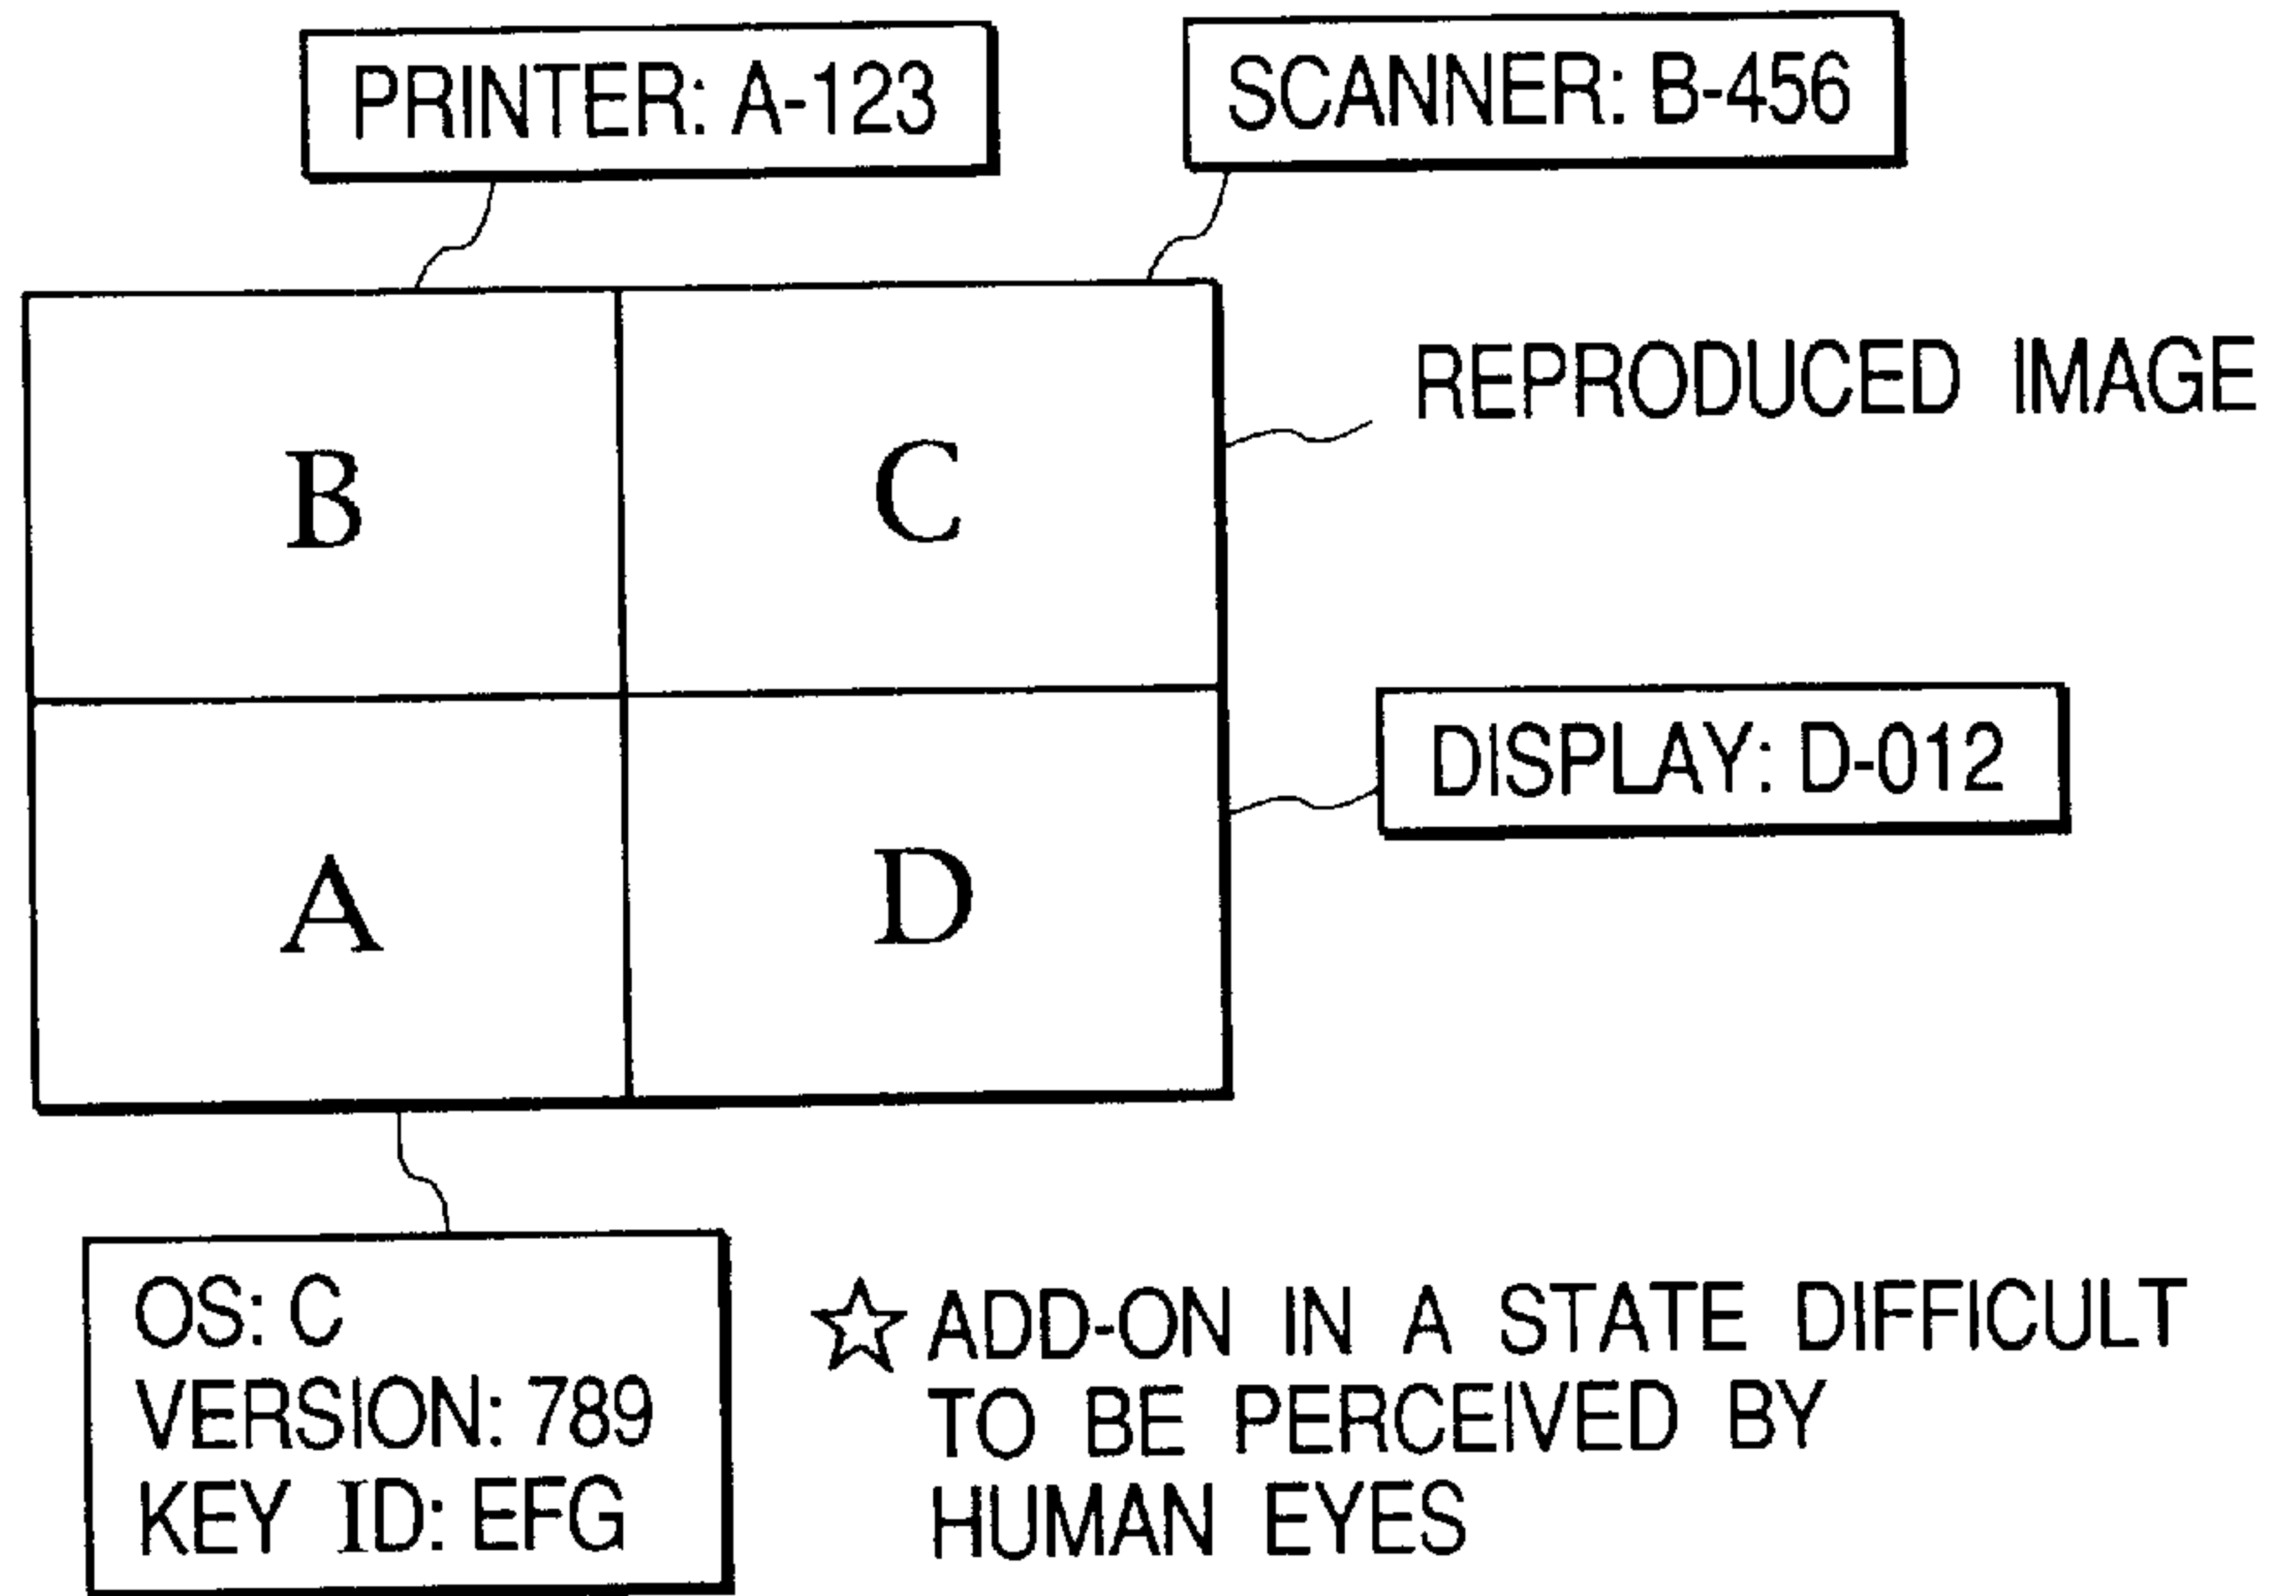 PRINTER: A-123
SCANNER: B-456
B
C
REPRODUCED IMAGE
A
D
DISPLAY: D-012
OS: C
VERSION: 789
KEY ID: EFG
☆ ADD-ON IN A STATE DIFFICULT
TO BE PERCEIVED BY
HUMAN EYES